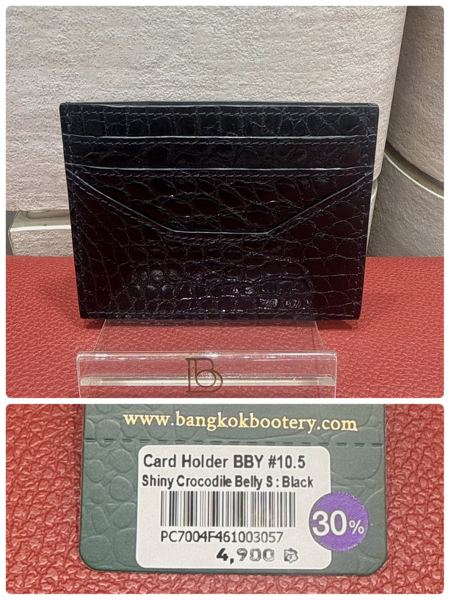 B
www.bangkokbootery.com
Card Holder BBY #10.5
Shiny Crocodile Belly S : Black
PC7004F461003057
4,900 ฿
30%